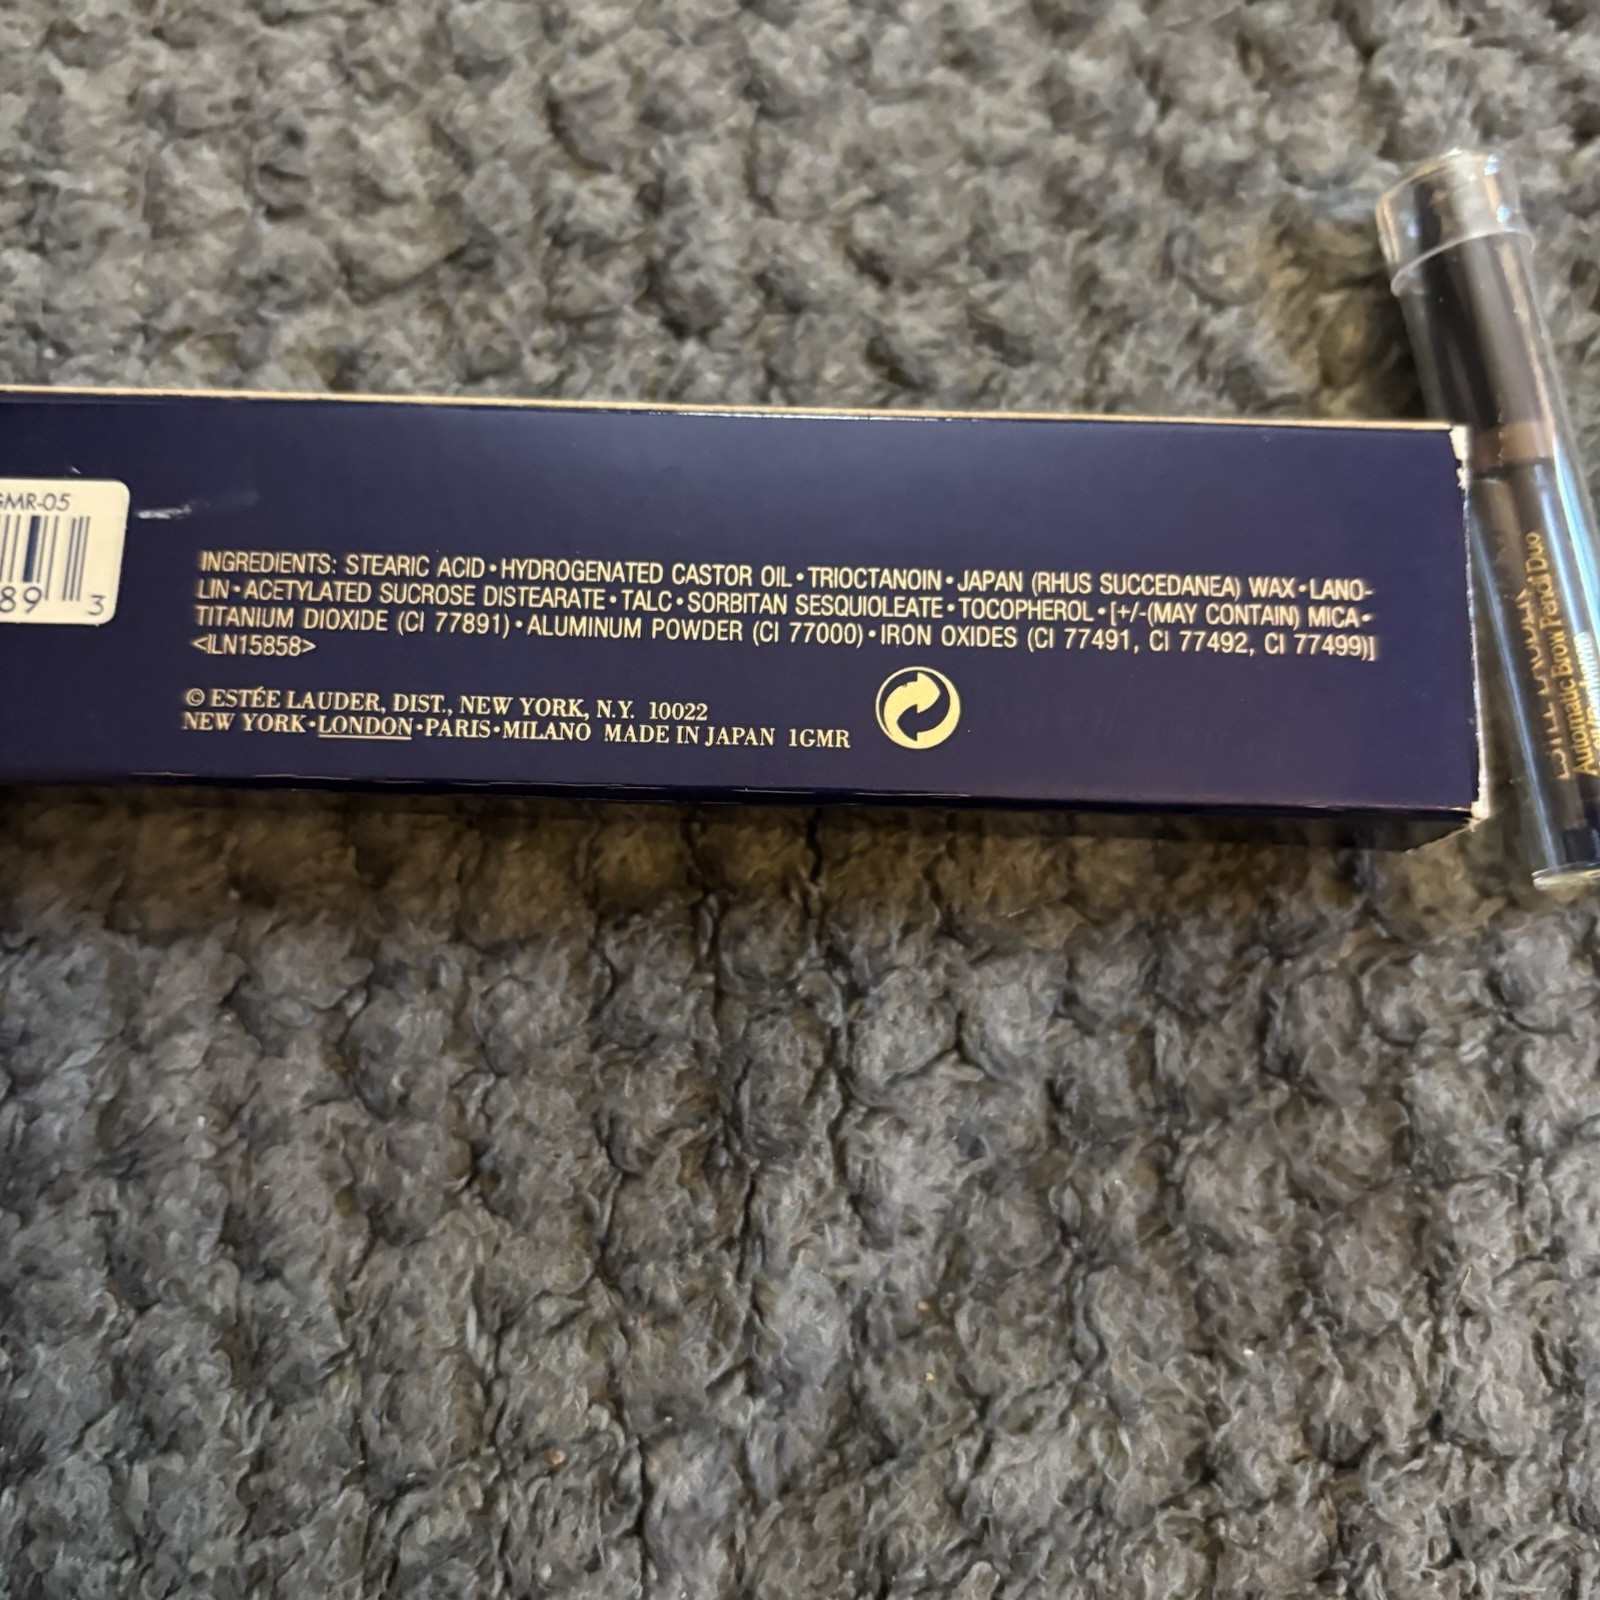 GMR-05
89 3
INGREDIENTS: STEARIC ACID • HYDROGENATED CASTOR OIL • TRIOCTANOIN • JAPAN (RHUS SUCCEDANEA) WAX • LANO-
LIN • ACETYLATED SUCROSE DISTEARATE • TALC • SORBITAN SESQUIOLEATE • TOCOPHEROL • [+/-(MAY CONTAIN) MICA •
TITANIUM DIOXIDE (CI 77891) • ALUMINUM POWDER (CI 77000) • IRON OXIDES (CI 77491, CI 77492, CI 77499)]
<ILN15858>
© ESTÉE LAUDER, DIST., NEW YORK, N.Y. 10022
NEW YORK • LONDON • PARIS • MILANO MADE IN JAPAN 1GMR
ESTEE LAUDER
Automatic Brow Pencil Duo